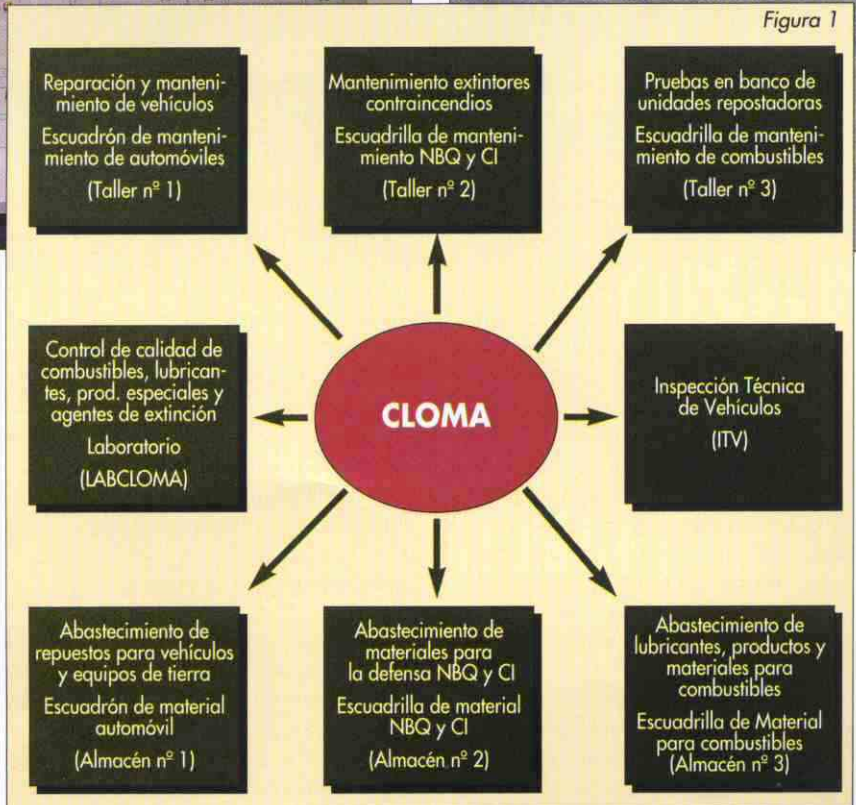 Figura 1
Reparación y manteni-
miento de vehículos
Escuadrón de manteni-
miento de automóviles
(Taller nº 1)
Mantenimiento extintores
contraincendios
Escuadrilla de manteni-
miento NBQ y CI
(Taller nº 2)
Pruebas en banco de
unidades repostadoras
Escuadrilla de manteni-
miento de combustibles
(Taller nº 3)
Control de calidad de
combustibles, lubrican-
tes, prod. especiales y
agentes de extinción
Laboratorio
(LABCLOMA)
CLOMA
Inspección Técnica
de Vehículos
(ITV)
Abastecimiento de
repuestos para vehículos
y equipos de tierra
Escuadrón de material
automóvil
(Almacén nº 1)
Abastecimiento de
materiales para
la defensa NBQ y CI
Escuadrilla de material
NBQ y CI
(Almacén nº 2)
Abastecimiento de
lubricantes, productos y
materiales para
combustibles
Escuadrilla de Material
para combustibles
(Almacén nº 3)